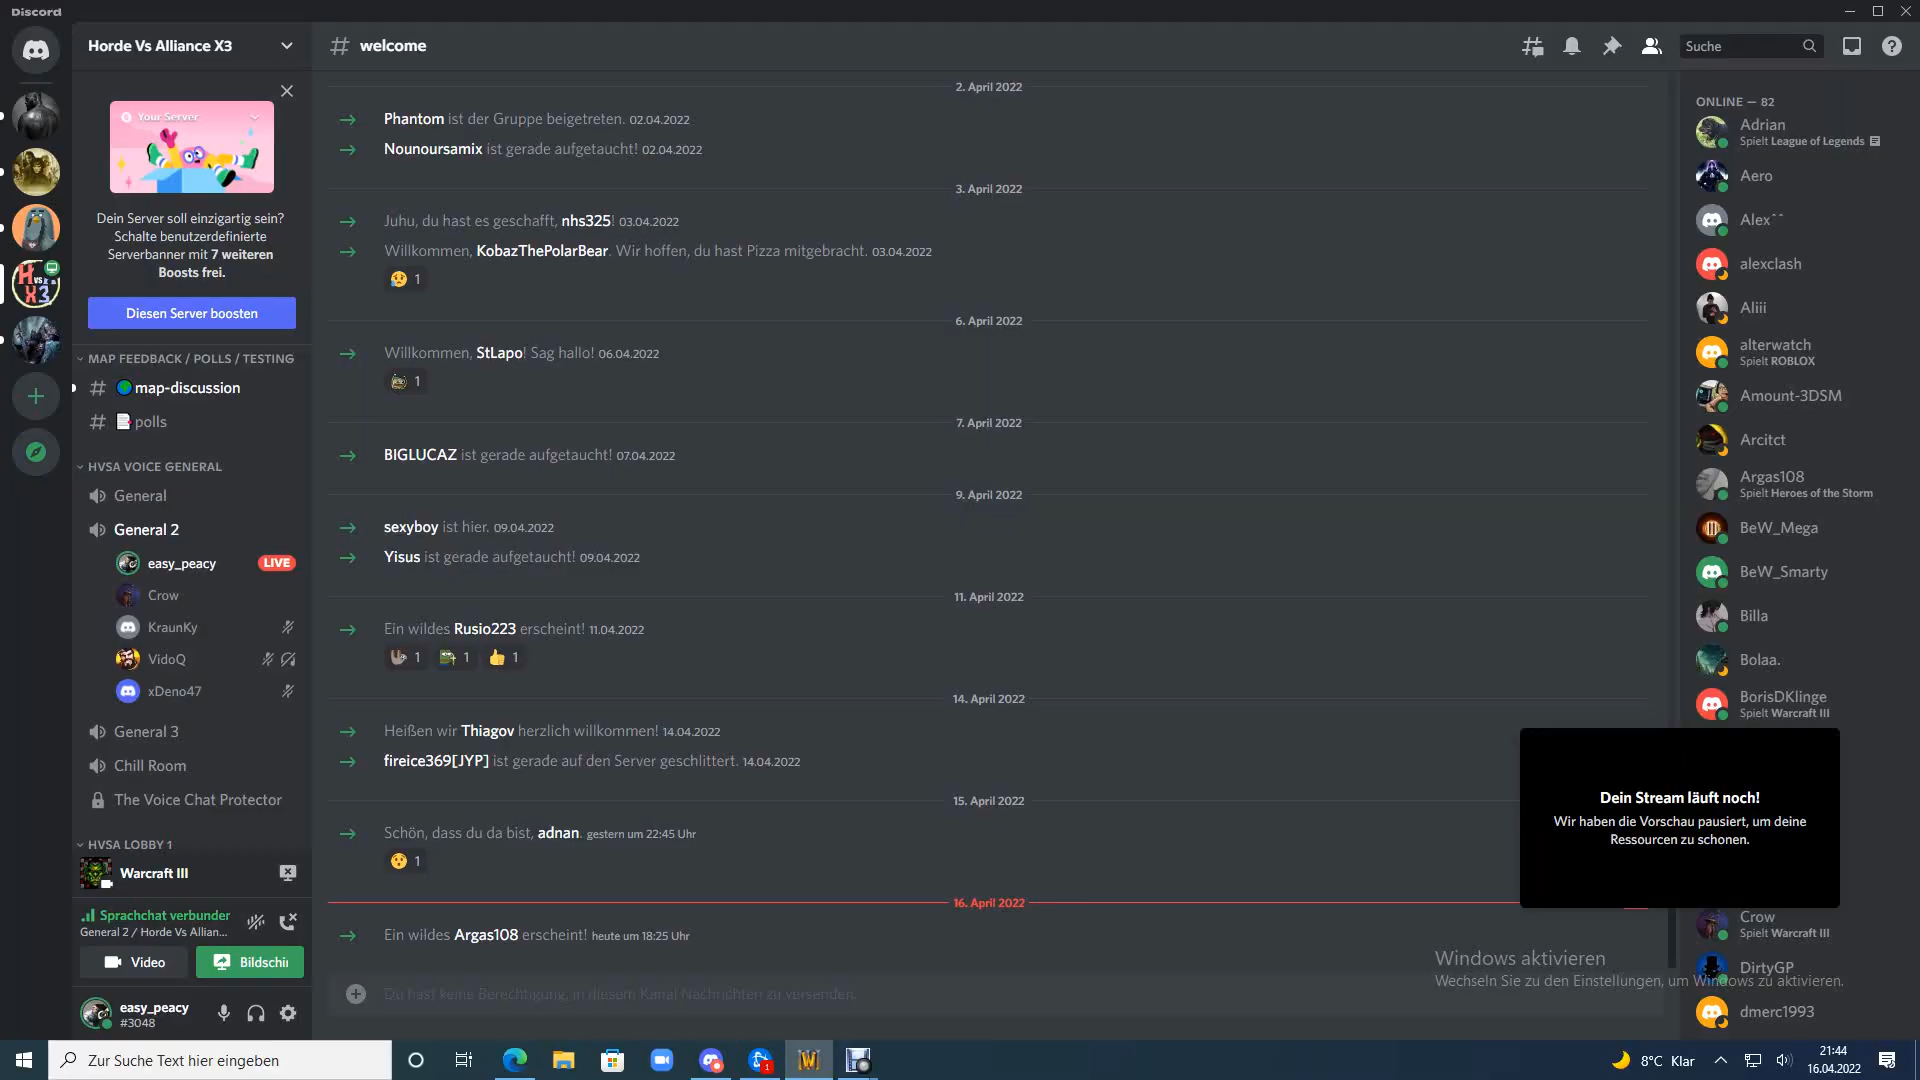 Discord
Horde Vs Alliance X3
Your Server
Dein Server soll einzigartig sein?
Schalte benutzerdefinierte
Serverbanner mit 7 weiteren
Boosts frei.
Diesen Server boosten
MAP FEEDBACK / POLLS / TESTING
# map-discussion
# polls
HVSA VOICE GENERAL
General
General 2
easy_peacy LIVE
Crow
KraunKy
VidoQ
xDeno47
General 3
Chill Room
The Voice Chat Protector
HVSA LOBBY 1
Warcraft III
Sprachchat verbunder
General 2 / Horde Vs Allian...
Video
Bildschii
easy_peacy
#3048
# welcome
Suche
2. April 2022
Phantom ist der Gruppe beigetreten. 02.04.2022
Nounoursamix ist gerade aufgetaucht! 02.04.2022
3. April 2022
Juhu, du hast es geschafft, nhs325! 03.04.2022
Willkommen, KobazThePolarBear. Wir hoffen, du hast Pizza mitgebracht. 03.04.2022
1
6. April 2022
Willkommen, StLapo! Sag hallo! 06.04.2022
1
7. April 2022
BIGLUCAZ ist gerade aufgetaucht! 07.04.2022
9. April 2022
sexyboy ist hier. 09.04.2022
Yisus ist gerade aufgetaucht! 09.04.2022
11. April 2022
Ein wildes Rusio223 erscheint! 11.04.2022
1 1 1
14. April 2022
Heißen wir Thiagov herzlich willkommen! 14.04.2022
fireice369[JYP] ist gerade auf den Server geschlittert. 14.04.2022
15. April 2022
Schön, dass du da bist, adnan. gestern um 22:45 Uhr
1
16. April 2022
Ein wildes Argas108 erscheint! heute um 18:25 Uhr
Du hast keine Berechtigung, in diesem Kanal Nachrichten zu versenden.
ONLINE — 82
Adrian
Spielt League of Legends
Aero
Alex^^
alexclash
Aliii
alterwatch
Spielt ROBLOX
Amount-3DSM
Arcitct
Argas108
Spielt Heroes of the Storm
BeW_Mega
BeW_Smarty
Billa
Bolaa.
BorisDKlinge
Spielt Warcraft III
Dein Stream läuft noch!
Wir haben die Vorschau pausiert, um deine
Ressourcen zu schonen.
Crow
Spielt Warcraft III
DirtyGP
dmerc1993
Windows aktivieren
Wechseln Sie zu den Einstellungen, um Windows zu aktivieren.
Zur Suche Text hier eingeben
1
8°C Klar
21:44
16.04.2022